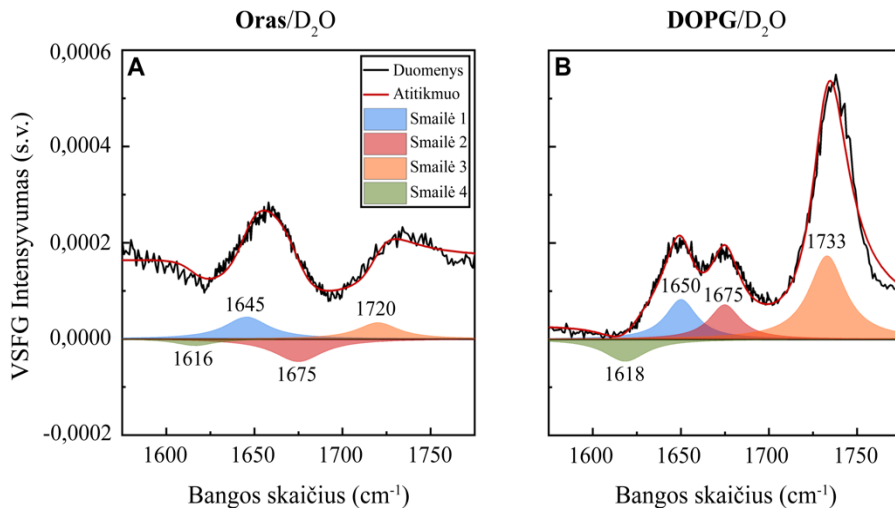 Oras/D₂O
DOPG/D₂O
VSFG Intensyvumas (s.v.)
0,0006
0,0004
0,0002
0,0000
-0,0002
A
Duomenys
Atitikmuo
Smailė 1
Smailė 2
Smailė 3
Smailė 4
1645
1720
1616
1675
1600
1650
1700
1750
Bangos skaičius (cm⁻¹)
B
1733
1650
1675
1618
1600
1650
1700
1750
Bangos skaičius (cm⁻¹)